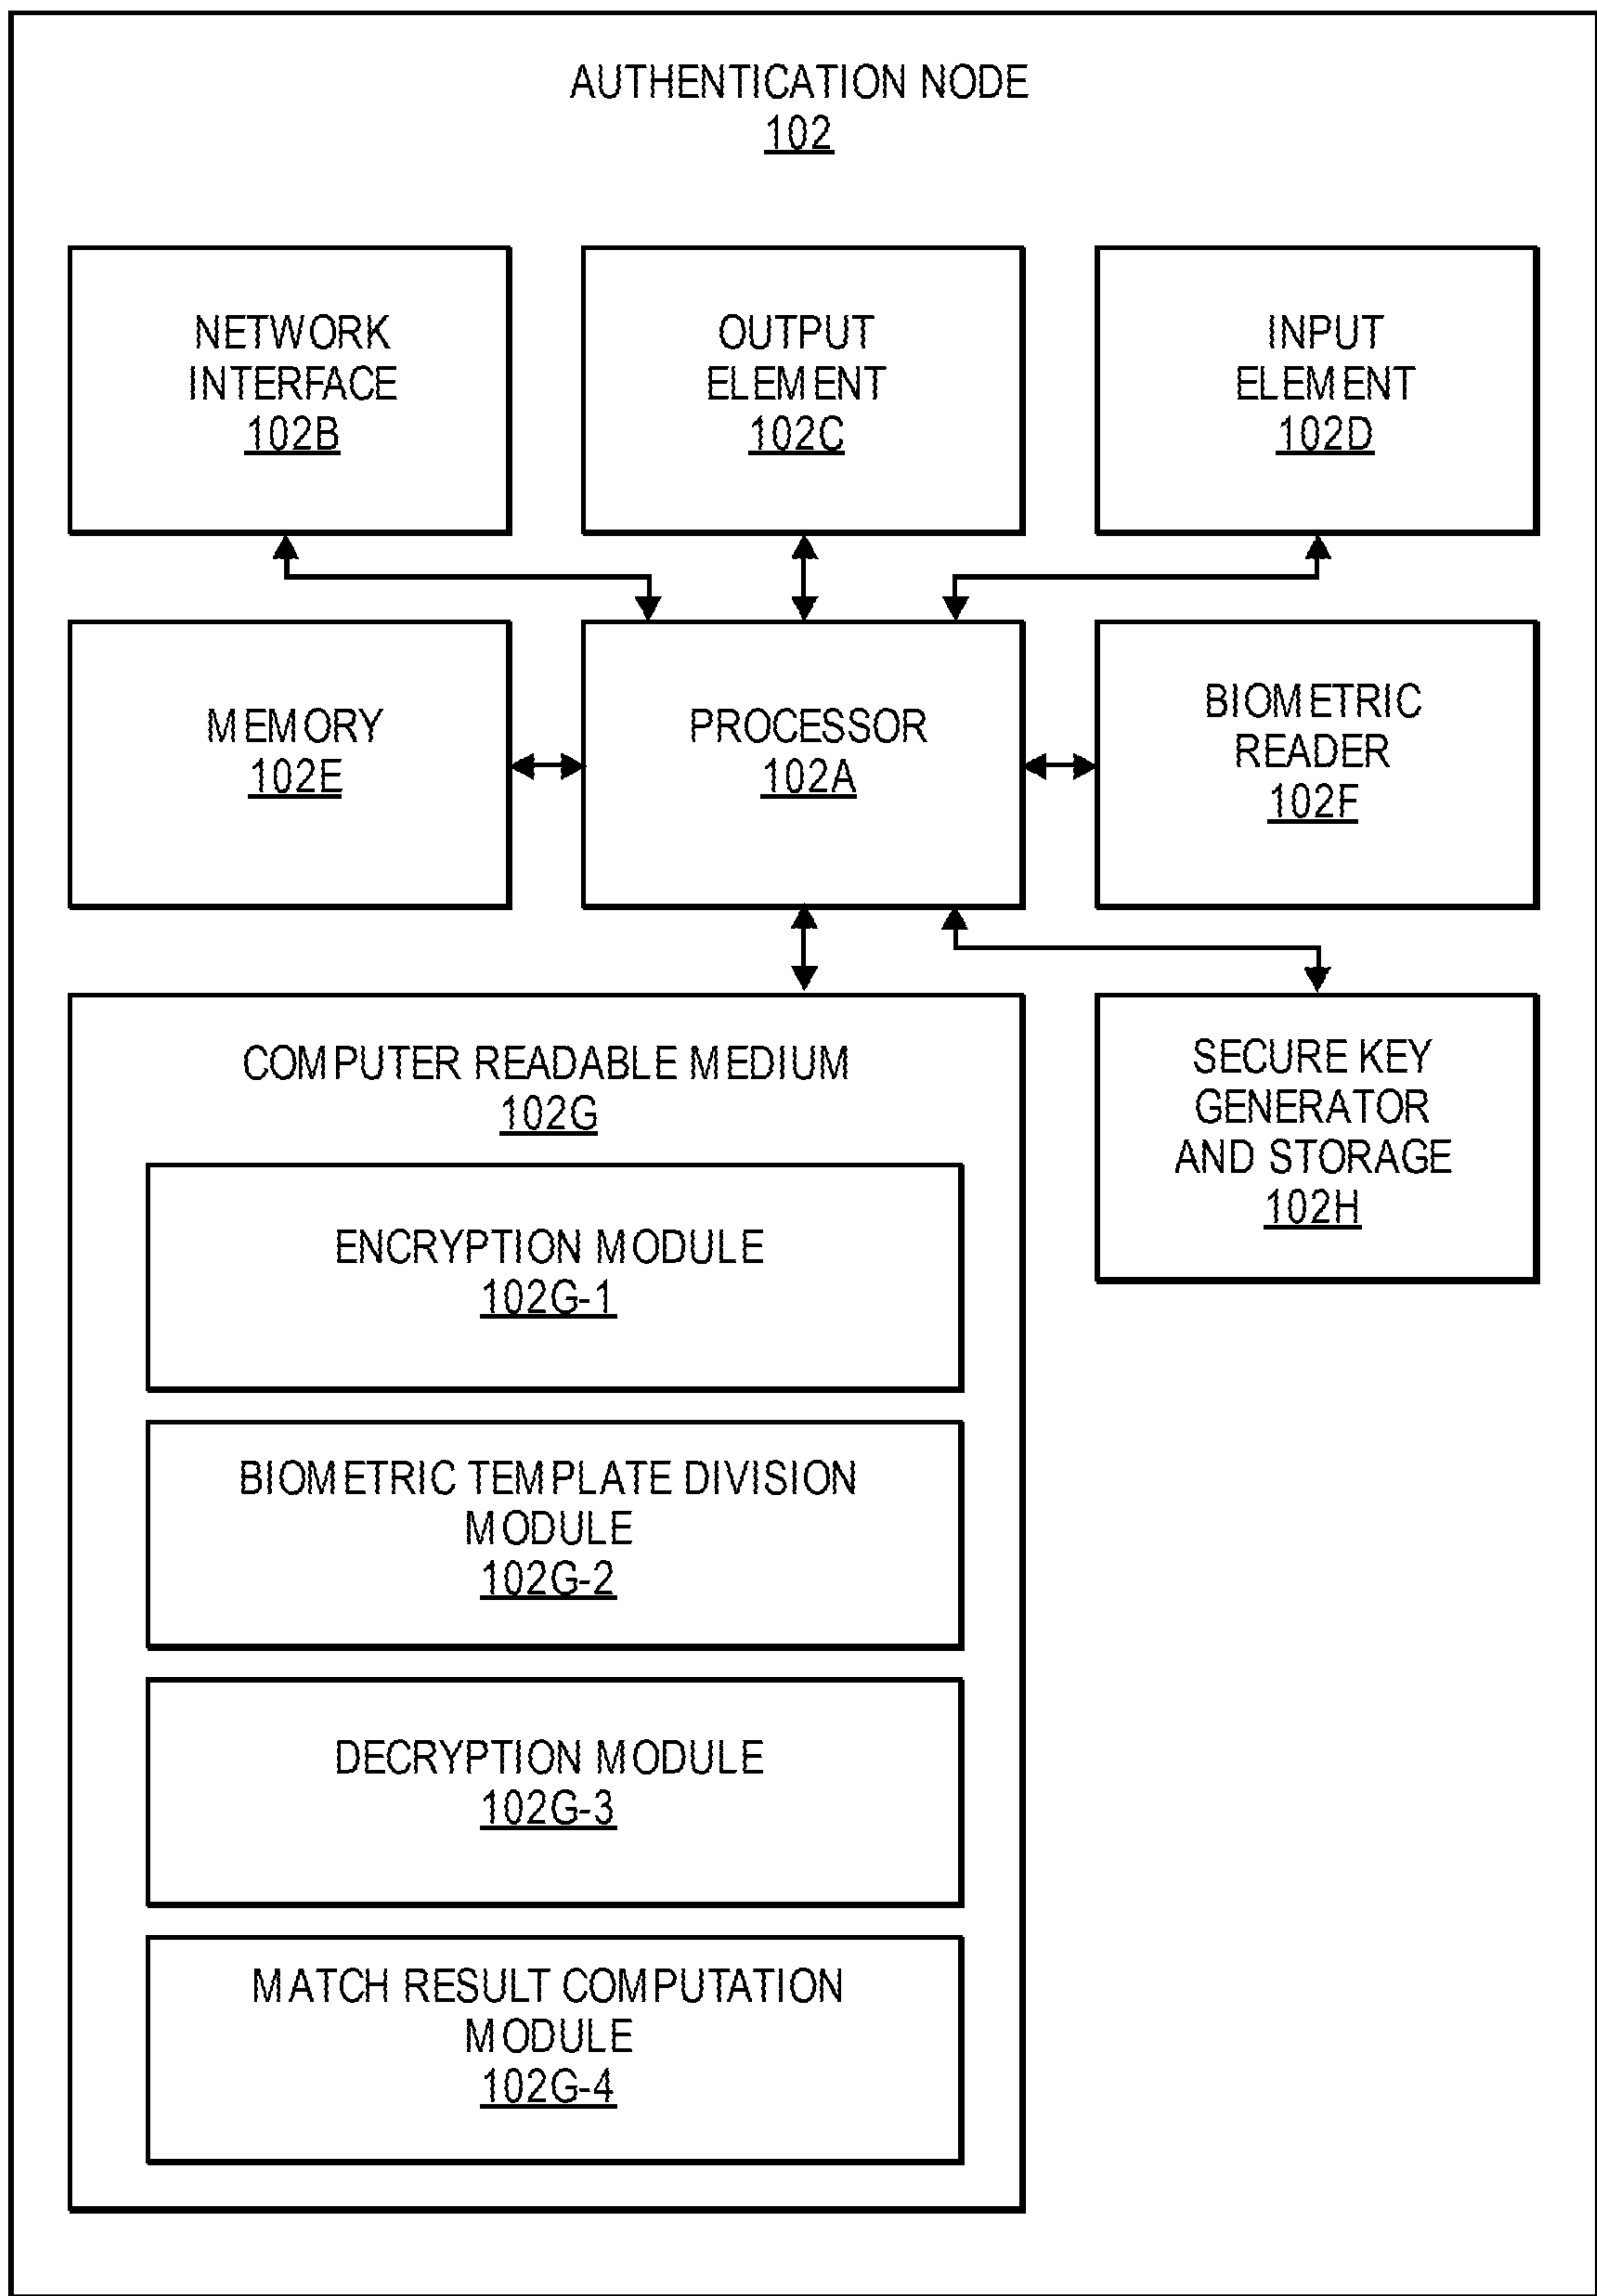 AUTHENTICATION NODE
102
NETWORK
INTERFACE
102B
OUTPUT
ELEMENT
102C
INPUT
ELEMENT
102D
MEMORY
102E
PROCESSOR
102A
BIOMETRIC
READER
102F
COMPUTER READABLE MEDIUM
102G
ENCRYPTION MODULE
102G-1
BIOMETRIC TEMPLATE DIVISION
MODULE
102G-2
DECRYPTION MODULE
102G-3
MATCH RESULT COMPUTATION
MODULE
102G-4
SECURE KEY
GENERATOR
AND STORAGE
102H